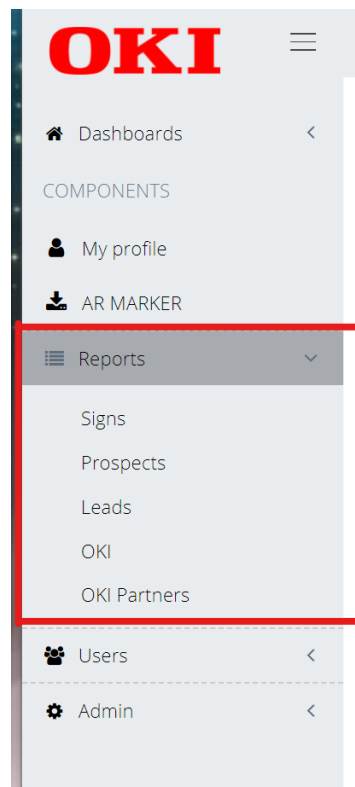 OKI
Dashboards
COMPONENTS
My profile
AR MARKER
Reports
Signs
Prospects
Leads
OKI
OKI Partners
Users
Admin